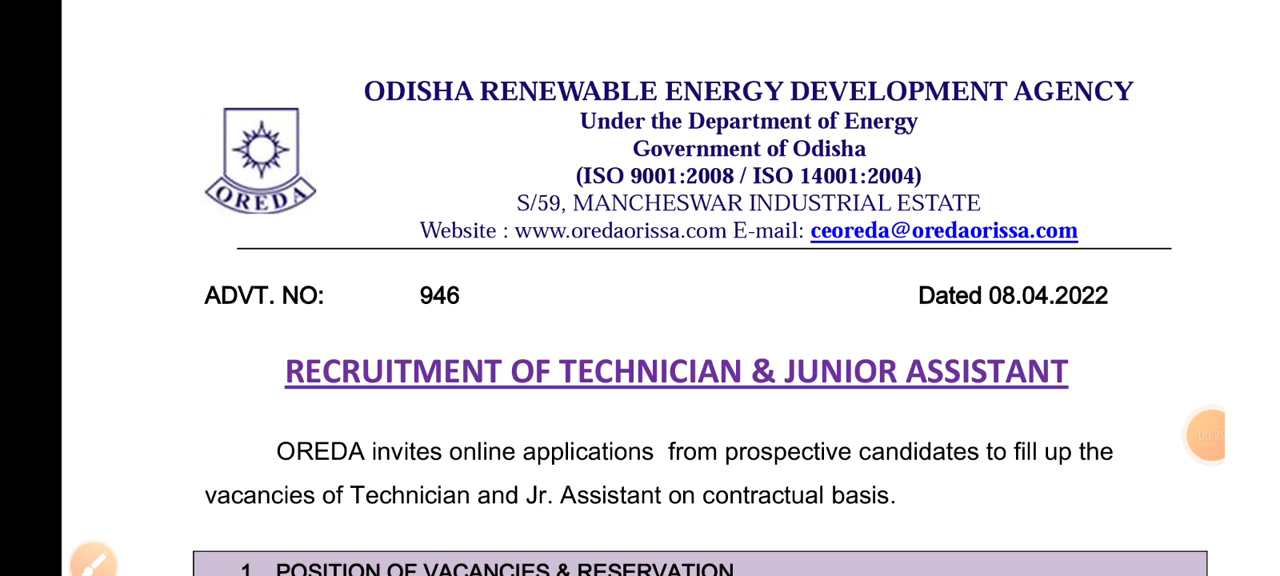 ODISHA RENEWABLE ENERGY DEVELOPMENT AGENCY
Under the Department of Energy
Government of Odisha
(ISO 9001:2008 / ISO 14001:2004)
S/59, MANCHESWAR INDUSTRIAL ESTATE
Website : www.oredaorissa.com E-mail: ceoreda@oredaorissa.com
OREDA
ADVT. NO: 946 Dated 08.04.2022
RECRUITMENT OF TECHNICIAN & JUNIOR ASSISTANT
OREDA invites online applications from prospective candidates to fill up the
vacancies of Technician and Jr. Assistant on contractual basis.
1 POSITION OF VACANCIES & RESERVATION